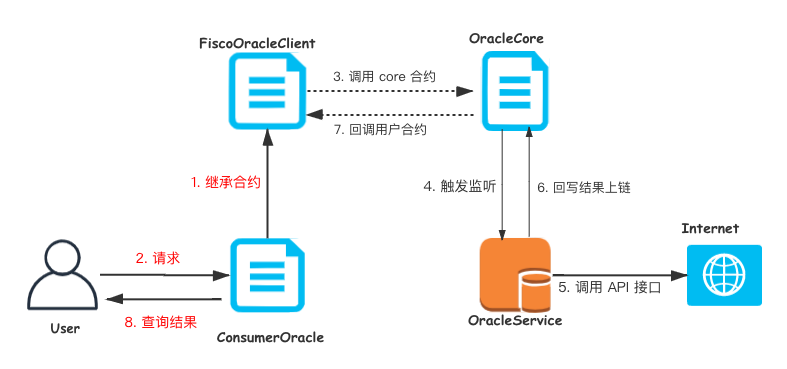 FiscoOracleClient
OracleCore
3. 调用 core 合约
7. 回调用户合约
1. 继承合约
4. 触发监听
6. 回写结果上链
Internet
2. 请求
5. 调用 API 接口
8. 查询结果
User
ConsumerOracle
OracleService